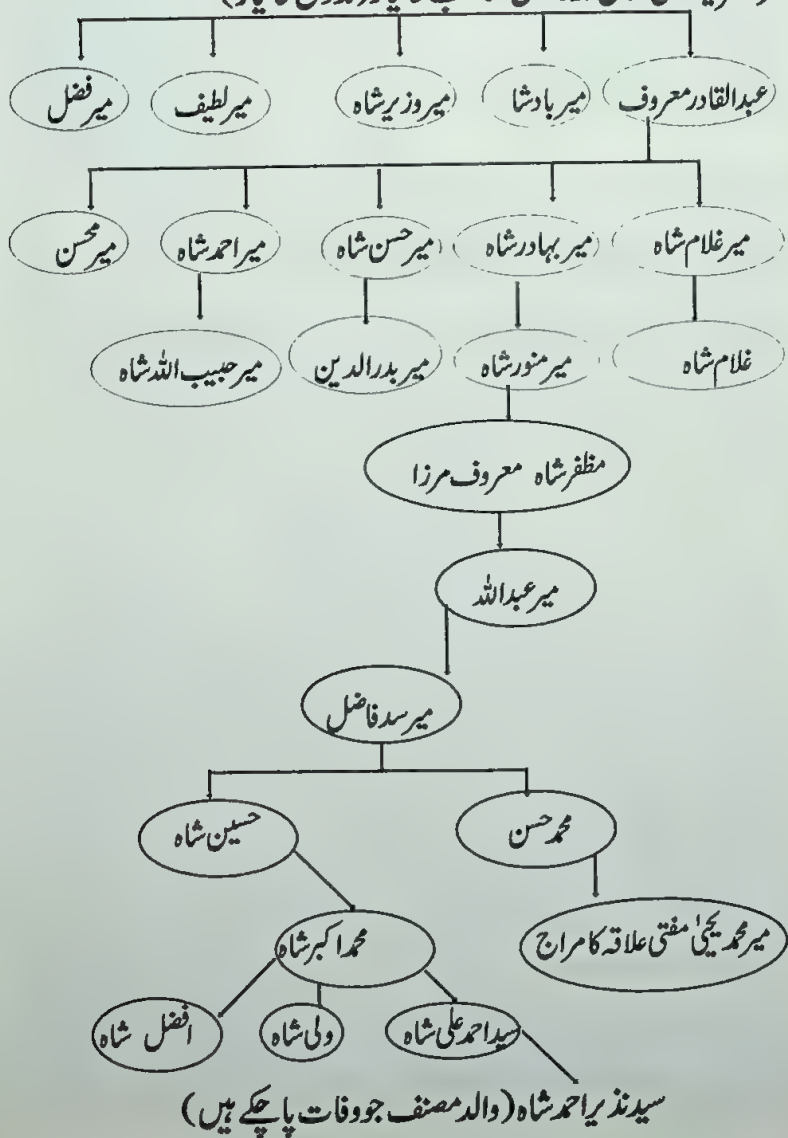 عبدالقادر معروف میر بادشا میر وزیر شاہ میر لطیف میر فضل
میر غلام شاہ میر بہادر شاہ میر حسن شاہ میر احمد شاہ میر محسن
غلام شاہ میر منور شاہ میر بدرالدین میر حبیب اللہ شاہ
مظفر شاہ معروف مرزا
میر عبداللہ
میر سد فاضل
محمد حسن حسین شاہ
میر محمد یحییٰ مفتی علاقہ کامراج محمد اکبر شاہ
سید احمد علی شاہ ولی شاہ افضل شاہ
سید نذیر احمد شاہ (والد مصنف جو وفات پا چکے ہیں)